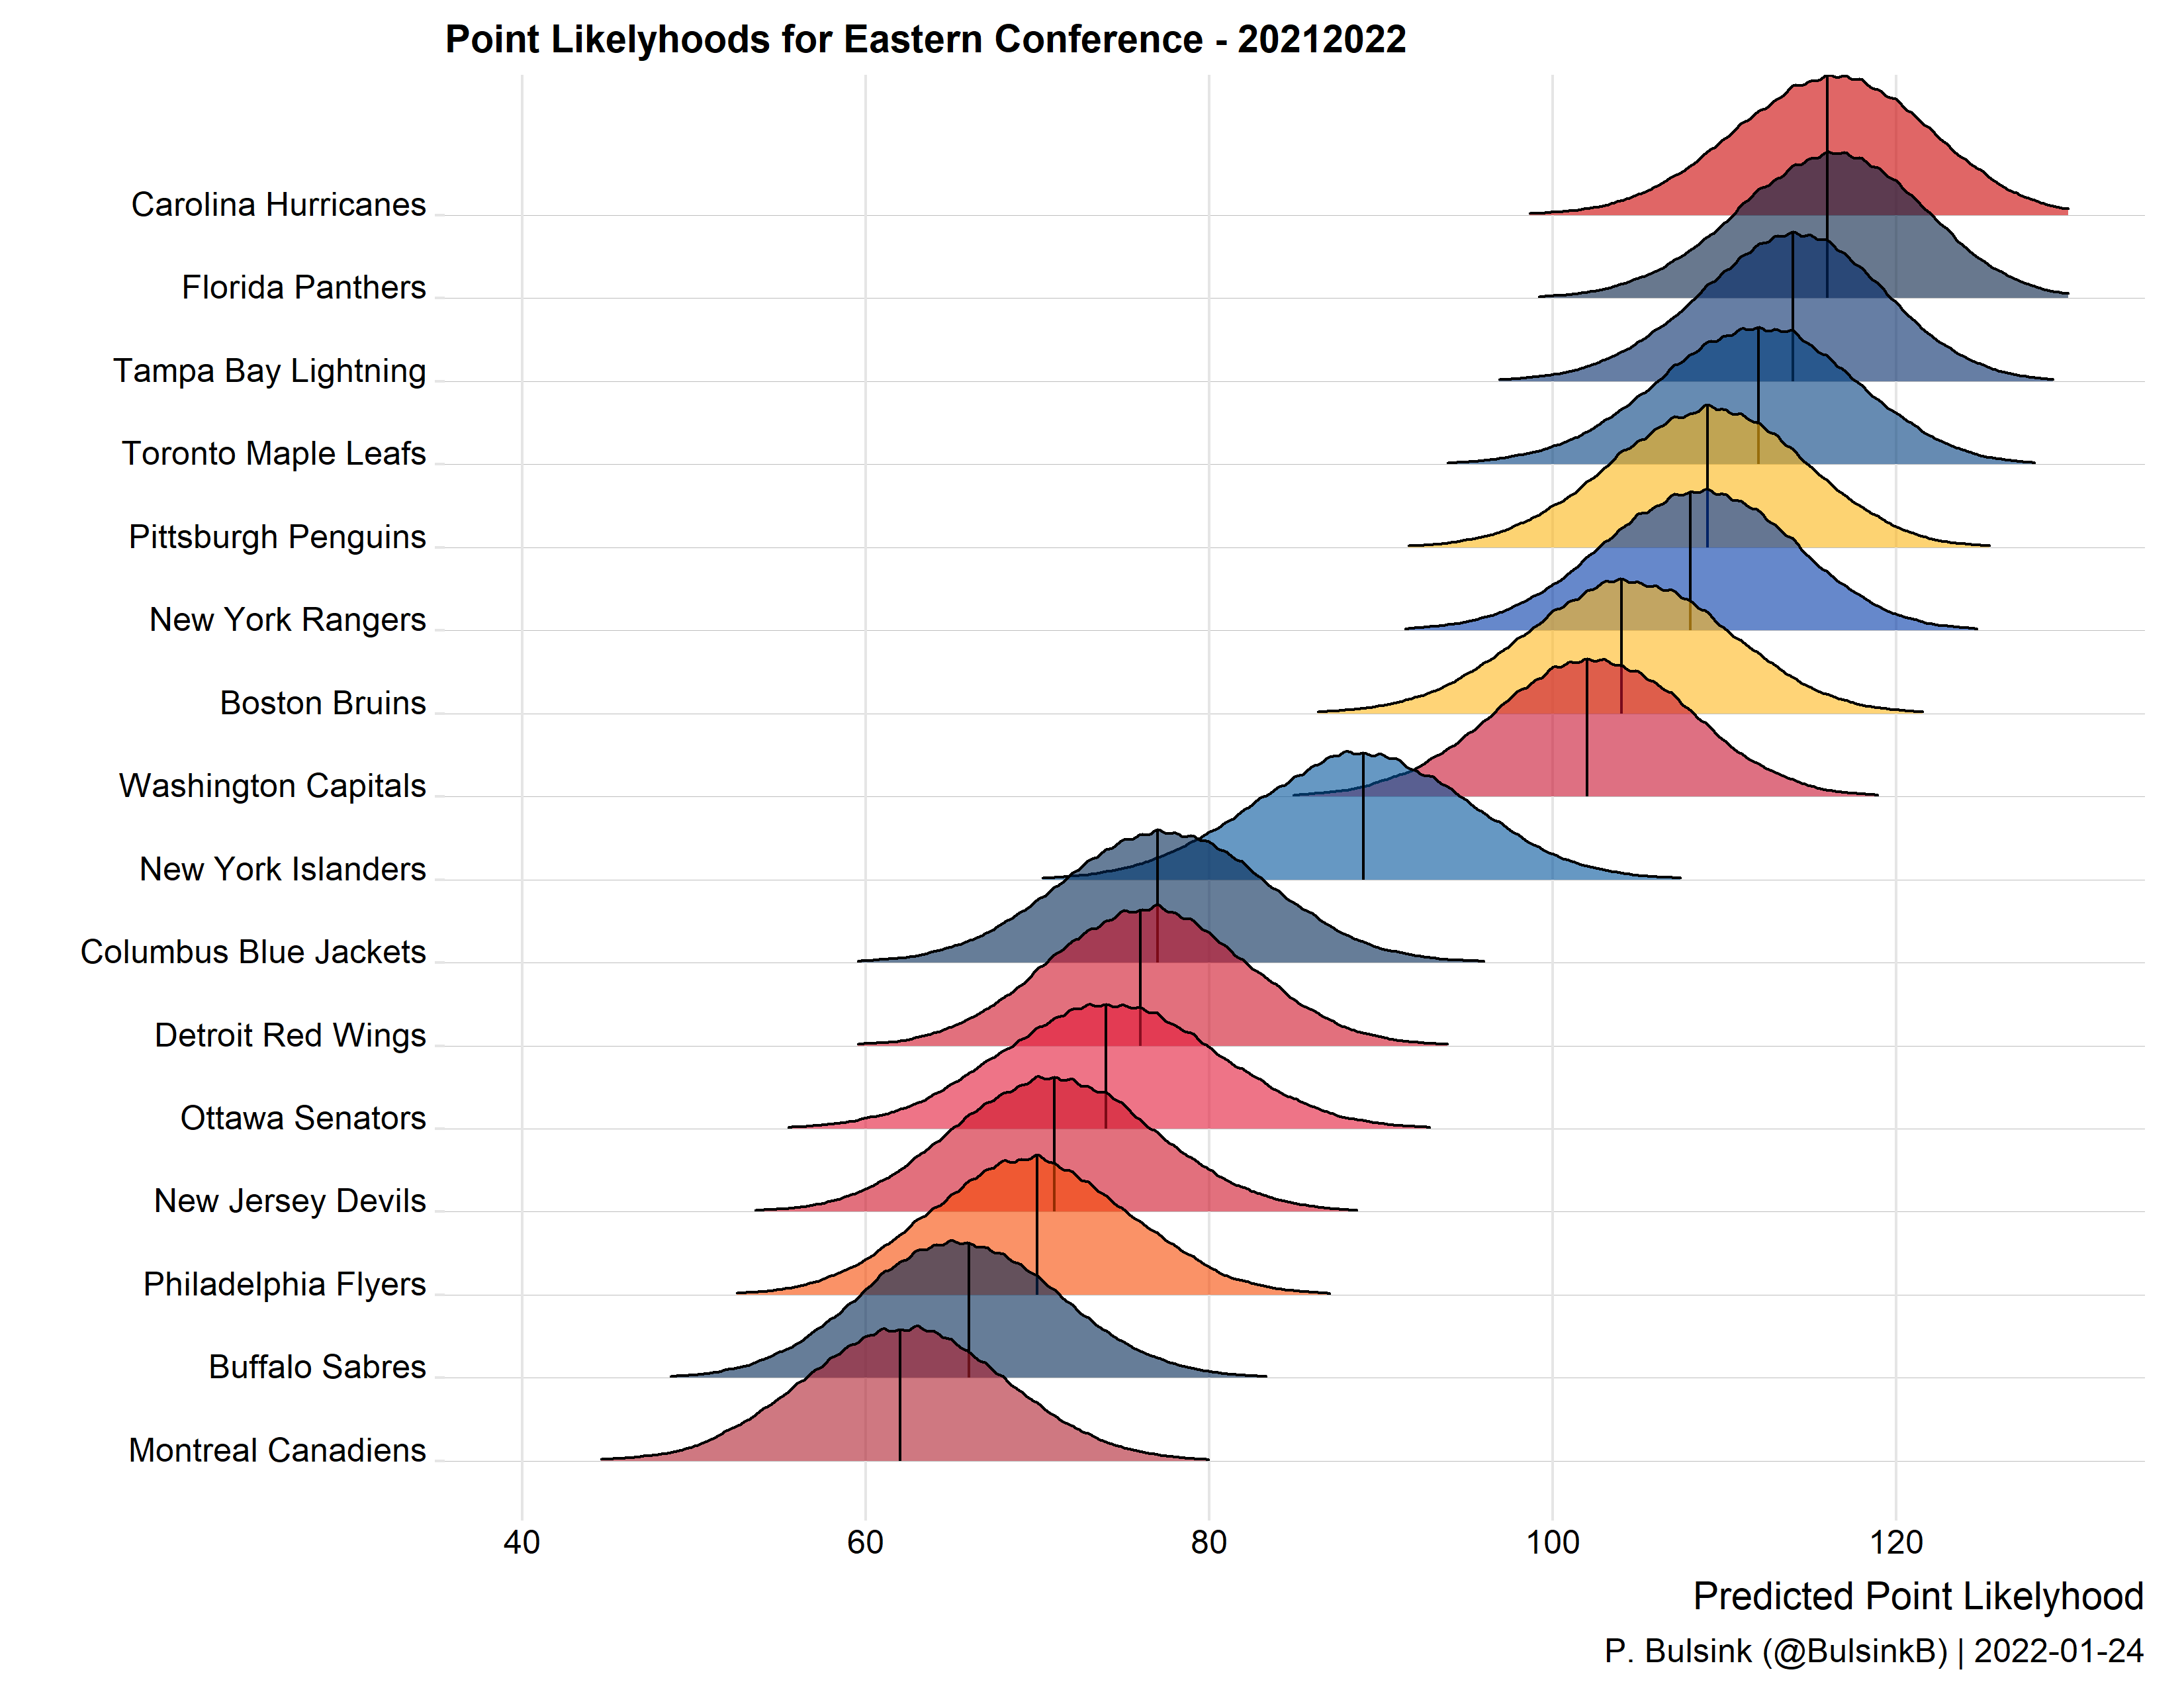 Point Likelyhoods for Eastern Conference - 20212022
Carolina Hurricanes
Florida Panthers
Tampa Bay Lightning
Toronto Maple Leafs
Pittsburgh Penguins
New York Rangers
Boston Bruins
Washington Capitals
New York Islanders
Columbus Blue Jackets
Detroit Red Wings
Ottawa Senators
New Jersey Devils
Philadelphia Flyers
Buffalo Sabres
Montreal Canadiens
40 60 80 100 120
Predicted Point Likelyhood
P. Bulsink (@BulsinkB) | 2022-01-24